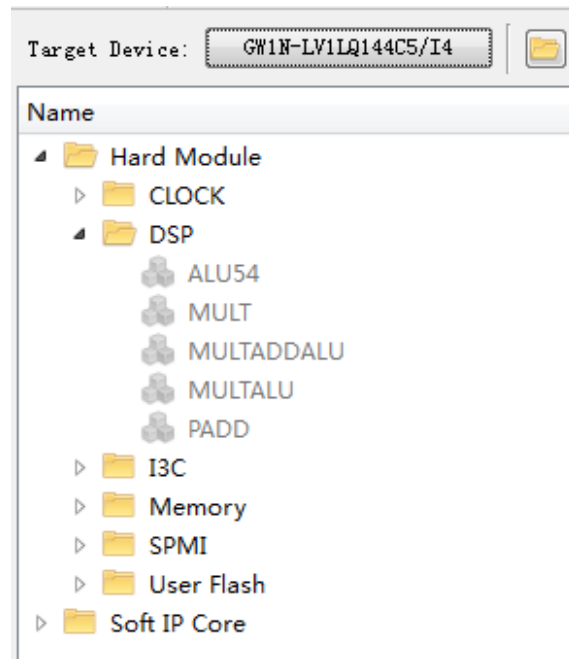 Target Device: GW1N-LV1LQ144C5/I4
Name
Hard Module
CLOCK
DSP
ALU54
MULT
MULTADDALU
MULTALU
PADD
I3C
Memory
SPMI
User Flash
Soft IP Core